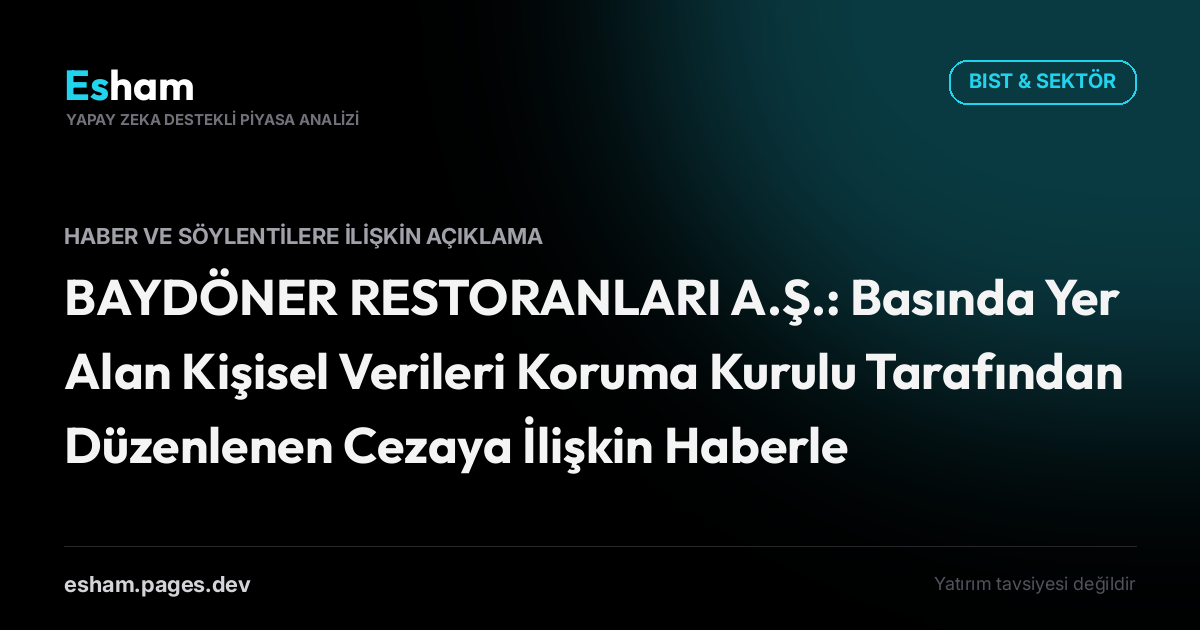 Esham
YAPAY ZEKA DESTEKLİ PİYASA ANALİZİ
BIST & SEKTÖR
HABER VE SÖYLENTİLERE İLİŞKİN AÇIKLAMA
BAYDÖNER RESTORANLARI A.Ş.: Basında Yer
Alan Kişisel Verileri Koruma Kurulu Tarafından
Düzenlenen Cezaya İlişkin Haberle
esham.pages.dev
Yatırım tavsiyesi değildir